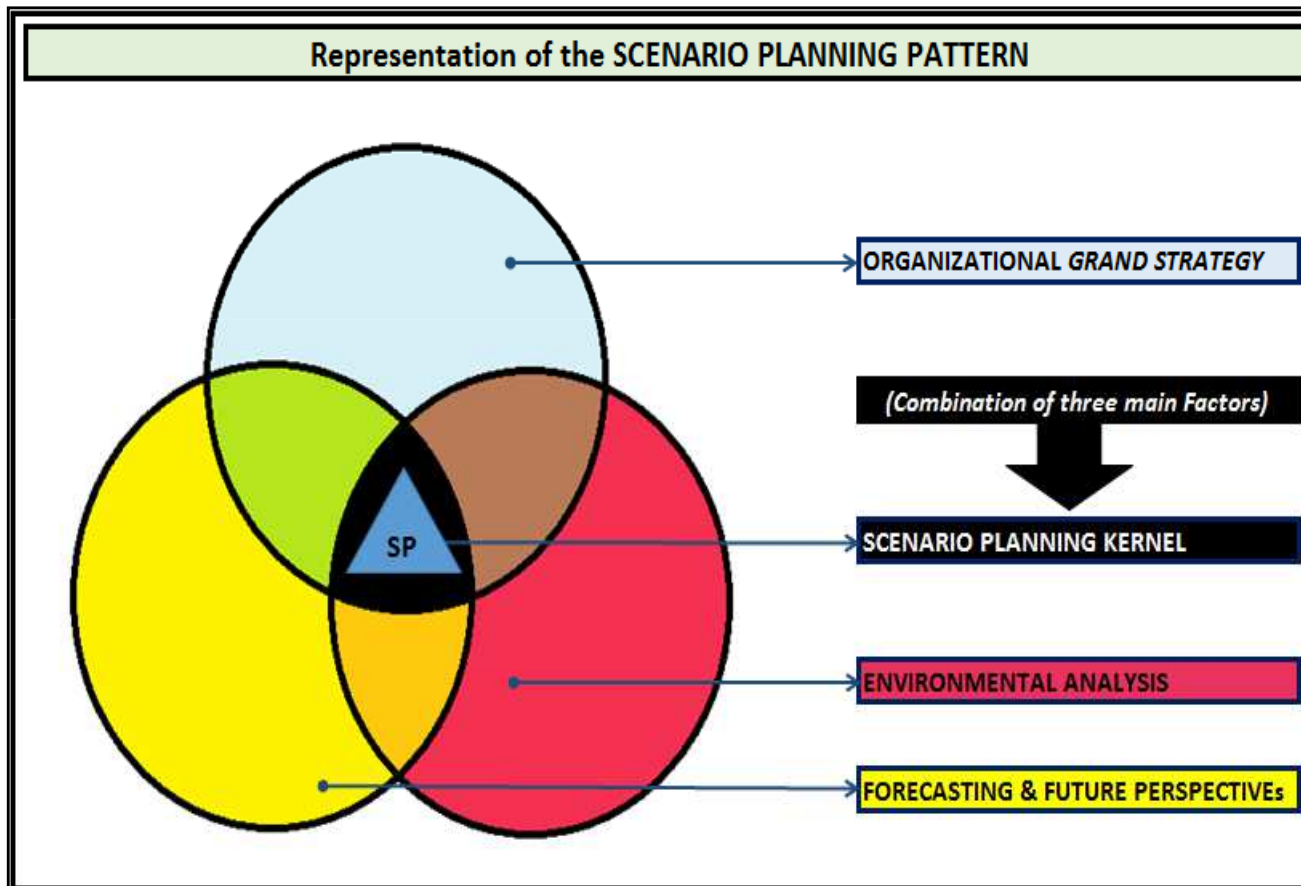 Representation of the SCENARIO PLANNING PATTERN
ORGANIZATIONAL GRAND STRATEGY
(Combination of three main Factors)
SP
SCENARIO PLANNING KERNEL
ENVIRONMENTAL ANALYSIS
FORECASTING & FUTURE PERSPECTIVEs